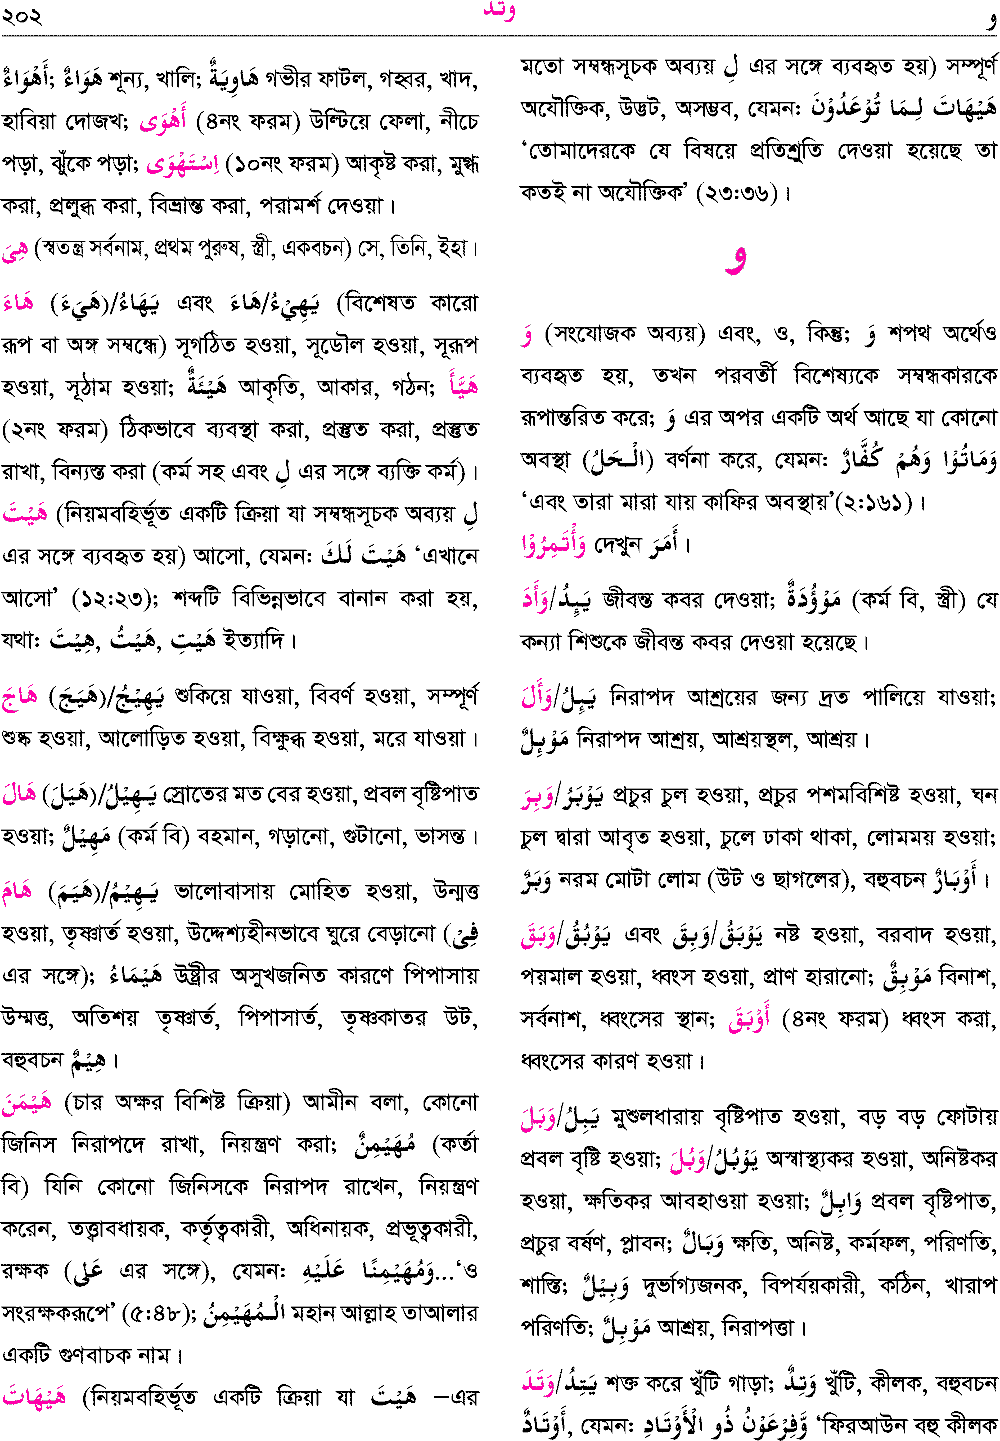 ২০২ وتد و
أَهْوَاءٌ; هَوَاءٌ শূন্য, খালি; هَاوِيَةٌ গভীর ফাটল, গহ্বর, খাদ,
হাবিয়া দোজখ; أَهْوَى (৪নং ফরম) উল্টিয়ে ফেলা, নীচে
পড়া, ঝুঁকে পড়া; اِسْتَهْوَى (১০নং ফরম) আকৃষ্ট করা, মুগ্ধ
করা, প্রলুব্ধ করা, বিভ্রান্ত করা, পরামর্শ দেওয়া।
هِيَ (স্বতন্ত্র সর্বনাম, প্রথম পুরুষ, স্ত্রী, একবচন) সে, তিনি, ইহা।
هَاءَ (هَيَءَ)/يَهَاءُ এবং هَاءَ/يَهِيْءُ (বিশেষত কারো
রূপ বা অঙ্গ সম্বন্ধে) সূগঠিত হওয়া, সূডৌল হওয়া, সূরূপ
হওয়া, সূঠাম হওয়া; هَيْئَةٌ আকৃতি, আকার, গঠন; هَيَّأَ
(২নং ফরম) ঠিকভাবে ব্যবস্থা করা, প্রস্তুত করা, প্রস্তুত
রাখা, বিন্যস্ত করা (কর্ম সহ এবং لِ এর সঙ্গে ব্যক্তি কর্ম)।
هَيْتَ (নিয়মবহির্ভূত একটি ক্রিয়া যা সম্বন্ধসূচক অব্যয় لِ
এর সঙ্গে ব্যবহৃত হয়) আসো, যেমন: هَيْتَ لَكَ ‘এখানে
আসো’ (১২:২৩); শব্দটি বিভিন্নভাবে বানান করা হয়,
যথা: هِيْتَ, هَيْتُ, هَيْتِ ইত্যাদি।
هَاجَ (هَيَجَ)/يَهِيْجُ শুকিয়ে যাওয়া, বিবর্ণ হওয়া, সম্পূর্ণ
শুষ্ক হওয়া, আলোড়িত হওয়া, বিক্ষুব্ধ হওয়া, মরে যাওয়া।
هَالَ (هَيَلَ)/يَهِيْلُ স্রোতের মত বের হওয়া, প্রবল বৃষ্টিপাত
হওয়া; مَهِيْلٌ (কর্ম বি) বহমান, গড়ানো, গুটানো, ভাসন্ত।
هَامَ (هَيَمَ)/يَهِيْمُ ভালোবাসায় মোহিত হওয়া, উন্মত্ত
হওয়া, তৃষ্ণার্ত হওয়া, উদ্দেশ্যহীনভাবে ঘুরে বেড়ানো (فِيْ
এর সঙ্গে); هَيْمَاءُ উষ্ট্রীর অসুখজনিত কারণে পিপাসায়
উম্মত্ত, অতিশয় তৃষ্ণার্ত, পিপাসার্ত, তৃষ্ণকাতর উট,
বহুবচন هِيْمٌ।
هَيْمَنَ (চার অক্ষর বিশিষ্ট ক্রিয়া) আমীন বলা, কোনো
জিনিস নিরাপদে রাখা, নিয়ন্ত্রণ করা; مُهَيْمِنٌ (কর্তা
বি) যিনি কোনো জিনিসকে নিরাপদ রাখেন, নিয়ন্ত্রণ
করেন, তত্ত্বাবধায়ক, কর্তৃত্বকারী, অধিনায়ক, প্রভূত্বকারী,
রক্ষক (عَلٰى এর সঙ্গে), যেমন: وَمُهَيْمِنًا عَلَيْهِ...‘ও
সংরক্ষকরূপে’ (৫:৪৮); الْـمُهَيْمِنُ মহান আল্লাহ তাআলার
একটি গুণবাচক নাম।
هَيْهَاتَ (নিয়মবহির্ভূত একটি ক্রিয়া যা هَيْتَ –এর
মতো সম্বন্ধসূচক অব্যয় لِ এর সঙ্গে ব্যবহৃত হয়) সম্পূর্ণ
অযৌক্তিক, উদ্ভট, অসম্ভব, যেমন: هَيْهَاتَ لِـمَا تُوْعَدُوْنَ
‘তোমাদেরকে যে বিষয়ে প্রতিশ্রুতি দেওয়া হয়েছে তা
কতই না অযৌক্তিক’ (২৩:৩৬)।
و
وَ (সংযোজক অব্যয়) এবং, ও, কিন্তু; وَ শপথ অর্থেও
ব্যবহৃত হয়, তখন পরবর্তী বিশেষ্যকে সম্বন্ধকারকে
রূপান্তরিত করে; وَ এর অপর একটি অর্থ আছে যা কোনো
অবস্থা (الْـحَلُ) বর্ণনা করে, যেমন: وَمَاتُوْا وَهُمْ كُفَّارٌ
‘এবং তারা মারা যায় কাফির অবস্থায়’(২:১৬১)।
وَأْتَمِرُوْا দেখুন أَمَرَ।
وَأَدَ/يَـيِدُ জীবন্ত কবর দেওয়া; مَوْؤُدَةٌ (কর্ম বি, স্ত্রী) যে
কন্যা শিশুকে জীবন্ত কবর দেওয়া হয়েছে।
وَأَلَ/يَـيِلُ নিরাপদ আশ্রয়ের জন্য দ্রত পালিয়ে যাওয়া;
مَوْيِلٌ নিরাপদ আশ্রয়, আশ্রয়স্থল, আশ্রয়।
وَبِرَ/يَوْبَرُ প্রচুর চুল হওয়া, প্রচুর পশমবিশিষ্ট হওয়া, ঘন
চুল দ্বারা আবৃত হওয়া, চুলে ঢাকা থাকা, লোমময় হওয়া;
وَبَرٌ নরম মোটা লোম (উট ও ছাগলের), বহুবচন أَوْبَارٌ।
وَبَقَ/يَوْبُقُ এবং وَبِقَ/يَوْبَقُ নষ্ট হওয়া, বরবাদ হওয়া,
পয়মাল হওয়া, ধ্বংস হওয়া, প্রাণ হারানো; مَوْبِقٌ বিনাশ,
সর্বনাশ, ধ্বংসের স্থান; أَوْبَقَ (৪নং ফরম) ধ্বংস করা,
ধ্বংসের কারণ হওয়া।
وَبَلَ/يَـبِلُ মুশুলধারায় বৃষ্টিপাত হওয়া, বড় বড় ফোটায়
প্রবল বৃষ্টি হওয়া; وَبُلَ/يَوْبُلُ অস্বাস্থ্যকর হওয়া, অনিষ্টকর
হওয়া, ক্ষতিকর আবহাওয়া হওয়া; وَابِلٌ প্রবল বৃষ্টিপাত,
প্রচুর বর্ষণ, প্লাবন; وَبَالٌ ক্ষতি, অনিষ্ট, কর্মফল, পরিণতি,
শাস্তি; وَبِيْلٌ দুর্ভাগ্যজনক, বিপর্যয়কারী, কঠিন, খারাপ
পরিণতি; مَوْبِلٌ আশ্রয়, নিরাপত্তা।
وَتَدَ/يَـتِدُ শক্ত করে খুঁটি গাড়া; وَتِدٌ খুঁটি, কীলক, বহুবচন
أَوْتَادٌ, যেমন: وَّفِرْعَوْنُ ذُو الْأَوْتَادِ ‘ফিরআউন বহু কীলক